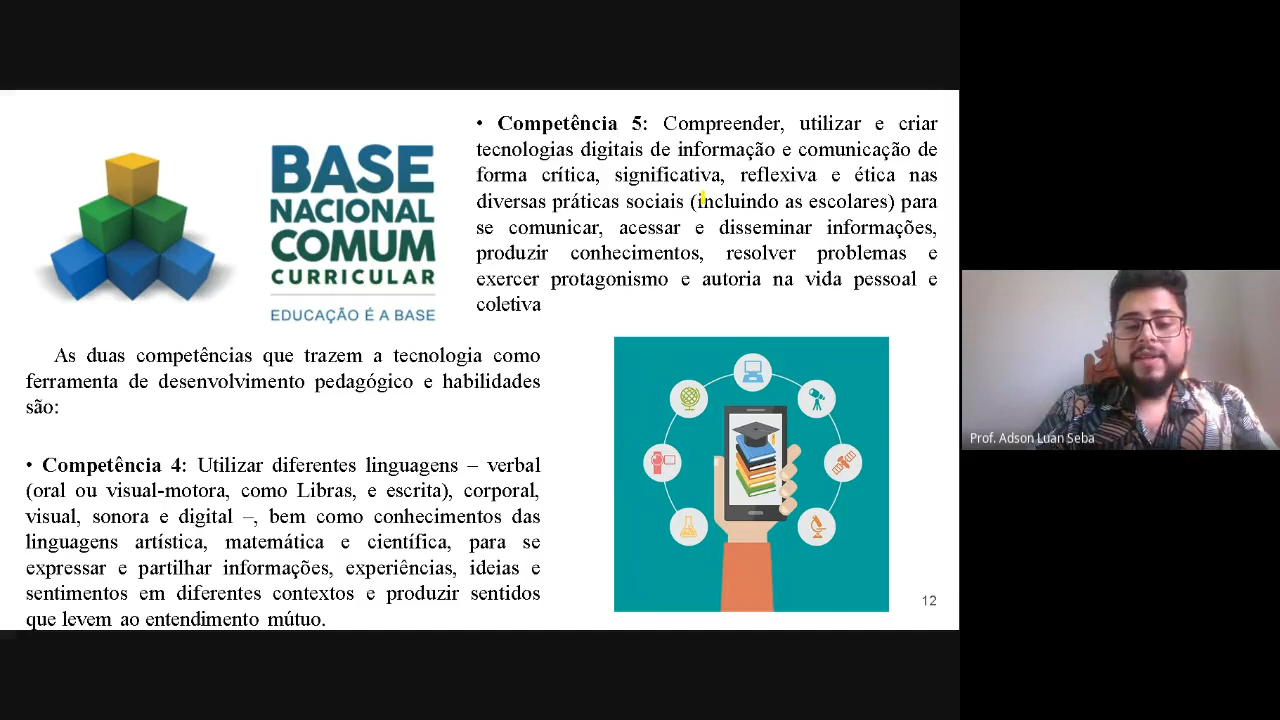 BASE
NACIONAL
COMUM
CURRICULAR
EDUCAÇÃO É A BASE
As duas competências que trazem a tecnologia como
ferramenta de desenvolvimento pedagógico e habilidades
são:
• Competência 4: Utilizar diferentes linguagens – verbal
(oral ou visual-motora, como Libras, e escrita), corporal,
visual, sonora e digital –, bem como conhecimentos das
linguagens artística, matemática e científica, para se
expressar e partilhar informações, experiências, ideias e
sentimentos em diferentes contextos e produzir sentidos
que levem ao entendimento mútuo.
• Competência 5: Compreender, utilizar e criar
tecnologias digitais de informação e comunicação de
forma crítica, significativa, reflexiva e ética nas
diversas práticas sociais (incluindo as escolares) para
se comunicar, acessar e disseminar informações,
produzir conhecimentos, resolver problemas e
exercer protagonismo e autoria na vida pessoal e
coletiva
12
Prof. Adson Luan Seba